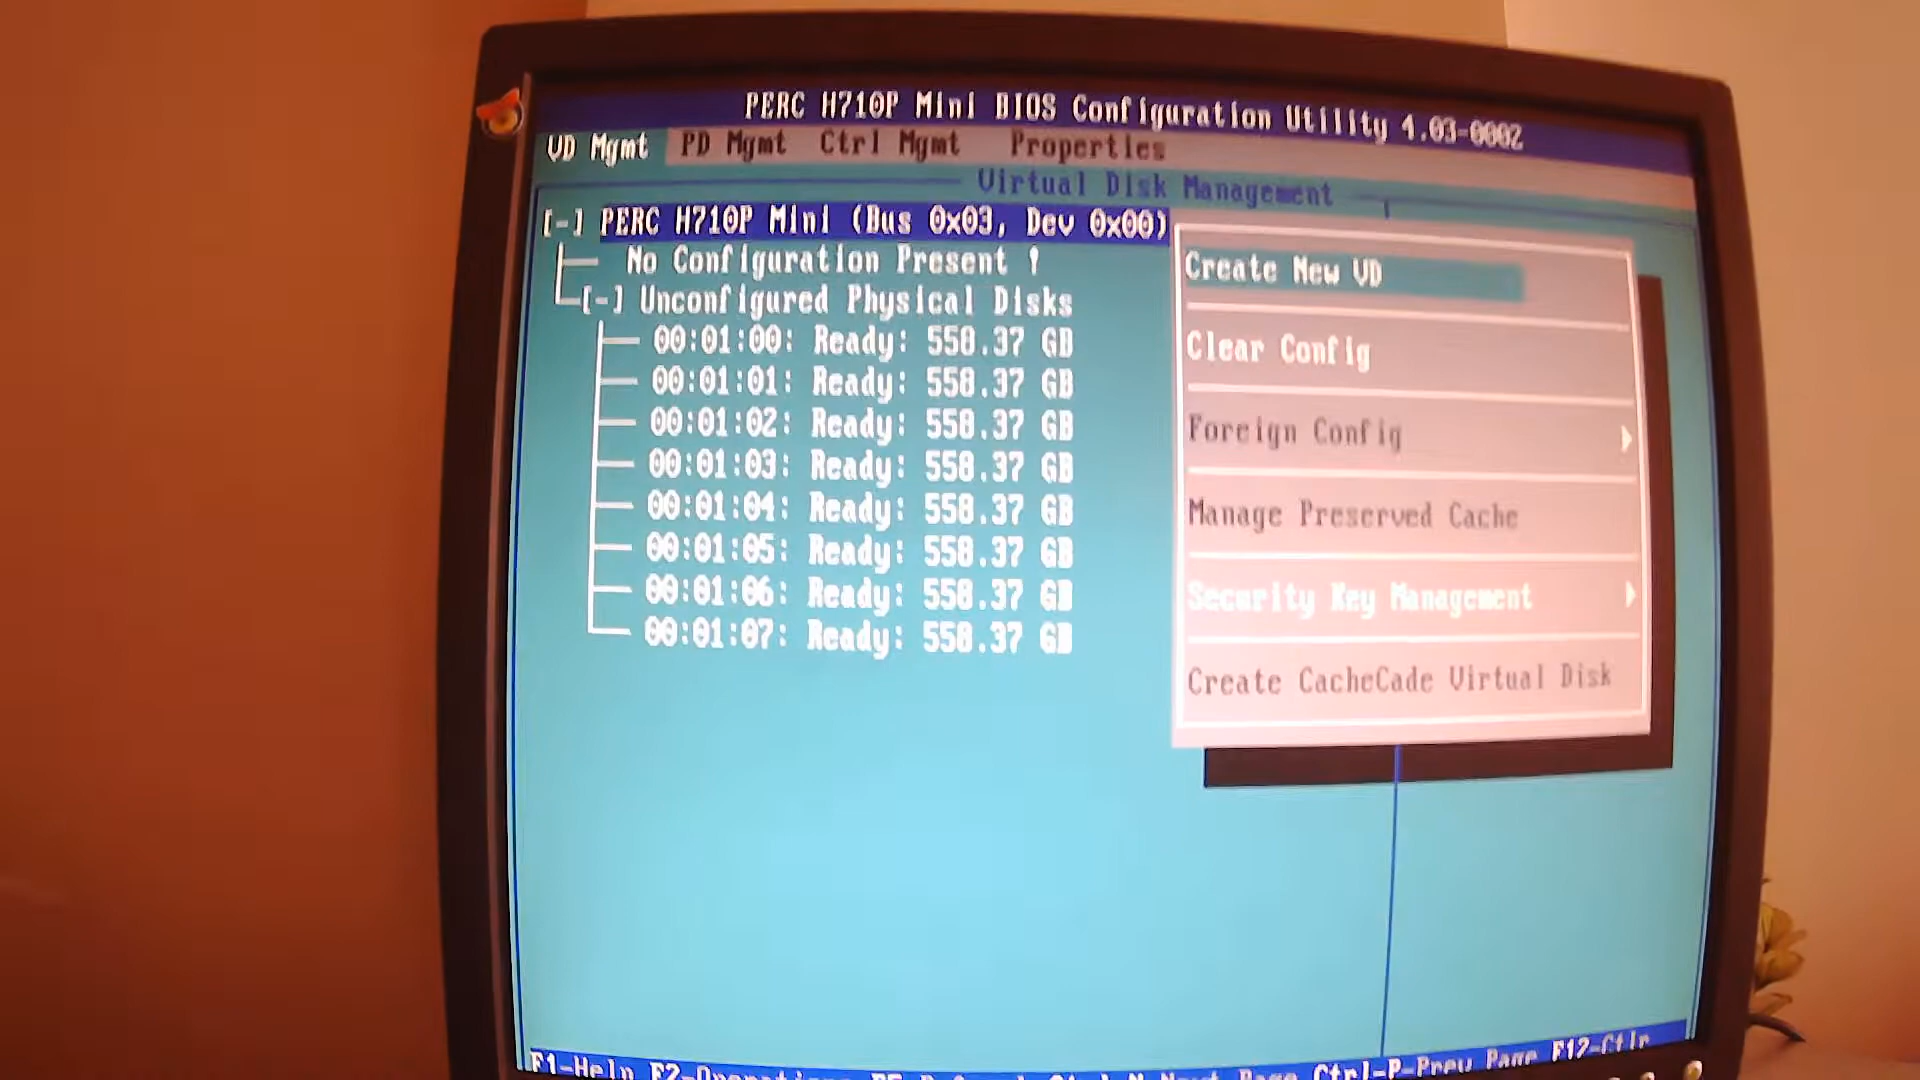 PERC H710P Mini BIOS Configuration Utility 4.03-0002
VD Mgmt PD Mgmt Ctrl Mgmt Properties
Virtual Disk Management
[-] PERC H710P Mini (Bus 0x03, Dev 0x00)
No Configuration Present !
[-] Unconfigured Physical Disks
00:01:00: Ready: 558.37 GB
00:01:01: Ready: 558.37 GB
00:01:02: Ready: 558.37 GB
00:01:03: Ready: 558.37 GB
00:01:04: Ready: 558.37 GB
00:01:05: Ready: 558.37 GB
00:01:06: Ready: 558.37 GB
00:01:07: Ready: 558.37 GB
Create New VD
Clear Config
Foreign Config
Manage Preserved Cache
Security Key Management
Create CacheCade Virtual Disk
F1-Help F2-Operations Ctrl-P-Prev Page F12-Ctlr